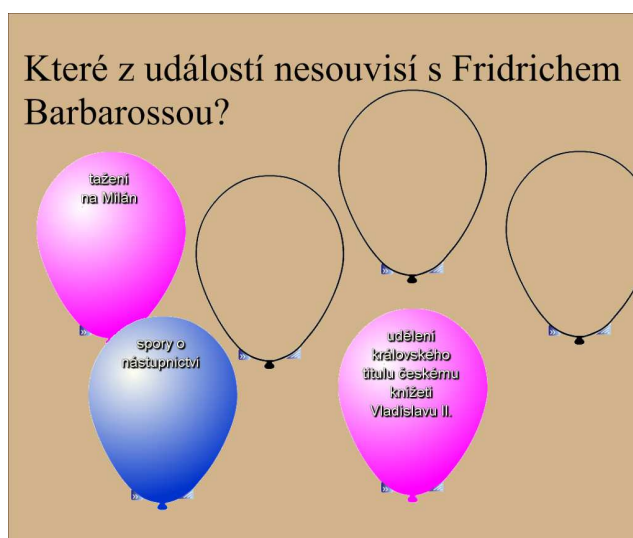 Které z událostí nesouvisí s Fridrichem
Barbarossou?
tažení
na Milán
spory o
nástupnictví
udělení
královského
titulu českému
knížeti
Vladislavu II.